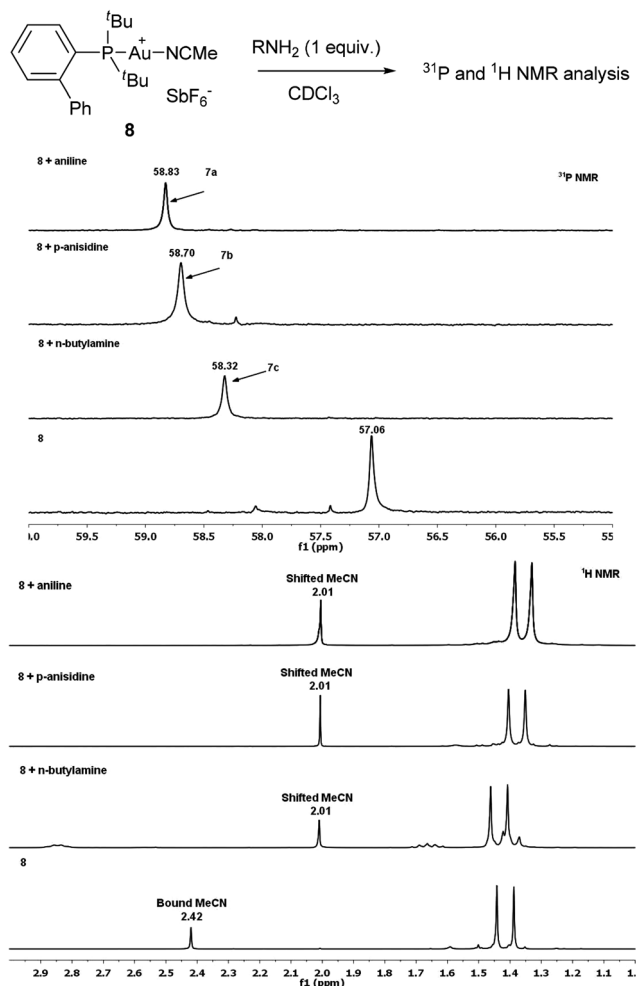 tBu
P Au + NCMe
tBu
Ph
SbF6-
8
RNH2 (1 equiv.)
CDCl3
31P and 1H NMR analysis
8 + aniline
58.83
7a
31P NMR
8 + p-anisidine
58.70
7b
8 + n-butylamine
58.32
7c
8
57.06
.0 59.5 59.0 58.5 58.0 57.5 57.0 56.5 56.0 55.5 55
f1 (ppm)
1H NMR
8 + aniline
Shifted MeCN
2.01
8 + p-anisidine
Shifted MeCN
2.01
8 + n-butylamine
Shifted MeCN
2.01
8
Bound MeCN
2.42
2.9 2.8 2.7 2.6 2.5 2.4 2.3 2.2 2.1 2.0 1.9 1.8 1.7 1.6 1.5 1.4 1.3 1.2 1.1 1.
f1 (ppm)